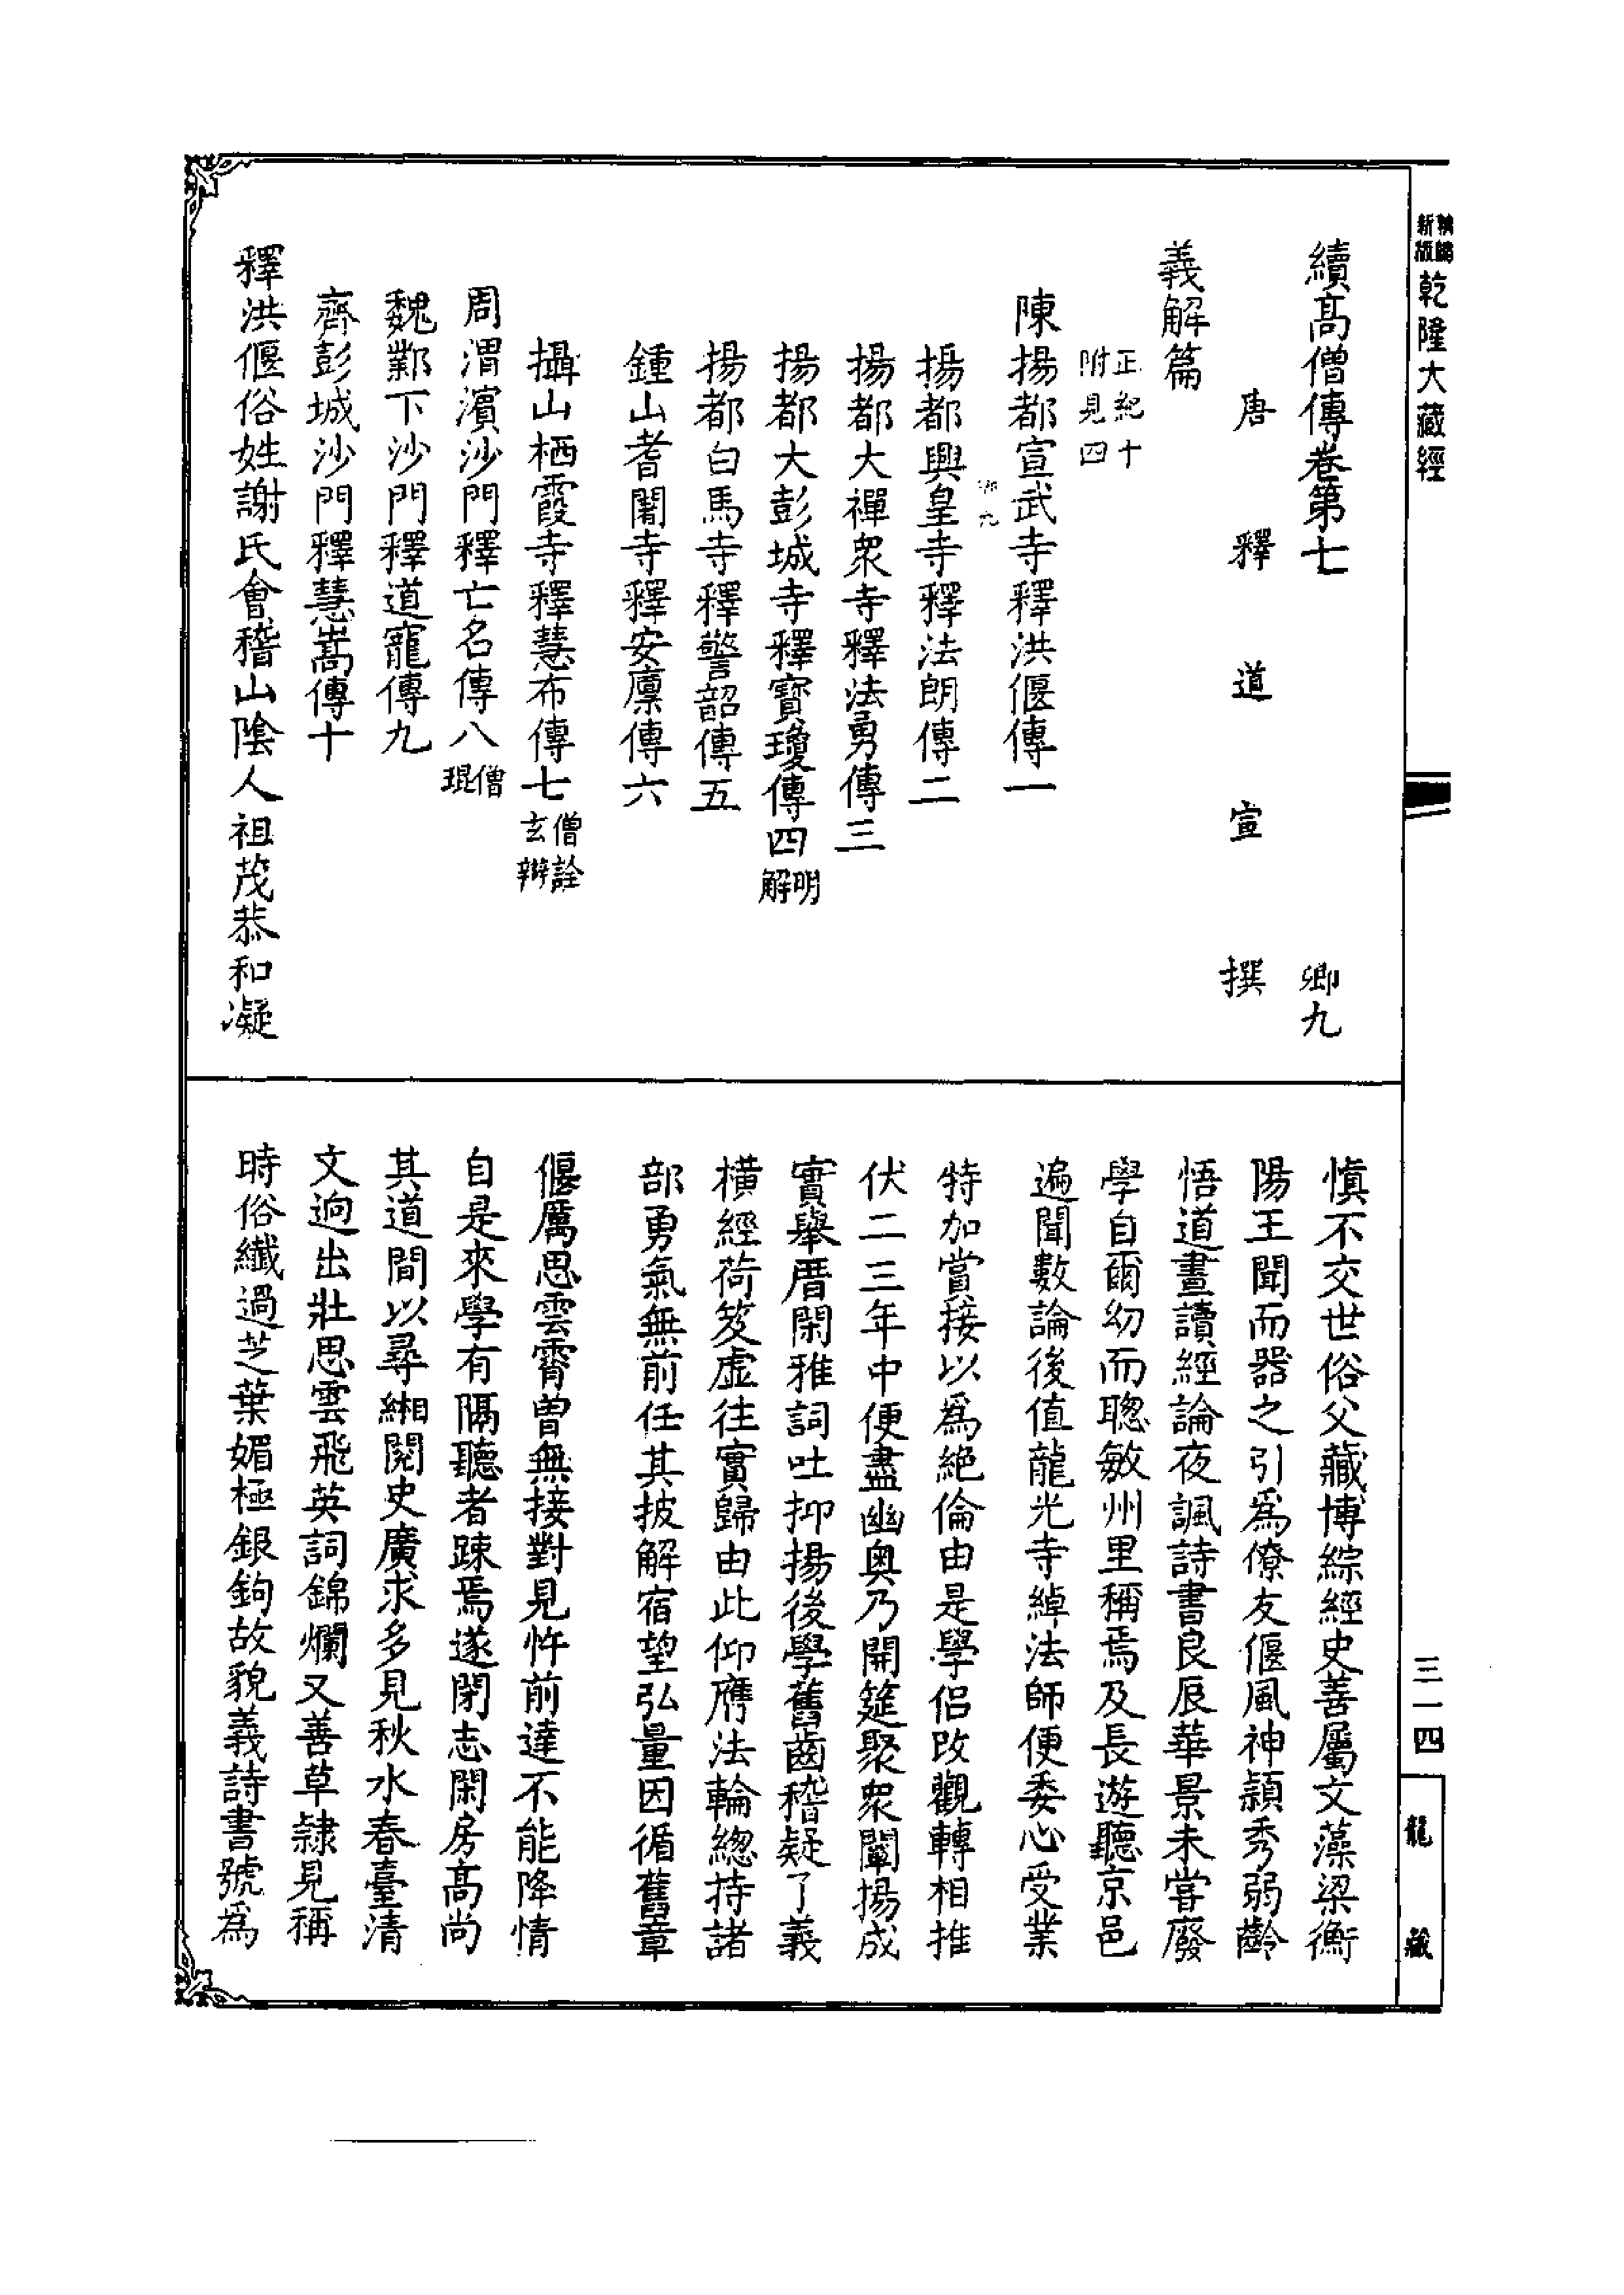 新版
乾隆大藏經
三一四
龍藏
續高僧傳卷第七 卿九
唐釋道宣撰
義解篇
正紀十
附見四
陳揚都宣武寺釋洪偃傳一
揚都興皇寺釋法朗傳二
揚都大禪衆寺釋法勇傳三
揚都大彭城寺釋寶瓊傳四明解
揚都白馬寺釋警韶傳五
鍾山耆闍寺釋安廩傳六
攝山栖霞寺釋慧布傳七僧詮玄辯
周渭濱沙門釋亡名傳八僧琨
魏鄴下沙門釋道寵傳九
齊彭城沙門釋慧嵩傳十
釋洪偃俗姓謝氏會稽山陰人祖茂恭和凝
愼不交世俗父藏博綜經史善屬文藻梁衡
陽王聞而器之引爲僚友偃風神頴秀弱齡
悟道晝讀經論夜諷詩書良辰華景未甞廢
學自爾幼而聰敏州里稱焉及長遊聽京邑
遍聞數論後值龍光寺綽法師便委心受業
特加賞接以爲絕倫由是學侶改觀轉相推
伏二三年中便盡幽奧乃開筵聚衆闡揚成
實舉厝閑雅詞吐抑揚後學舊齒稽疑了義
橫經荷笈虛往實歸由此仰膺法輪總持諸
部勇氣無前任其披解宿望弘量因循舊章
偃厲思雲霄曾無接對見忤前達不能降情
自是來學有隔聽者踈焉遂閉志閑房高尚
其道間以尋緗閱史廣求多見秋水春臺清
文逈出壯思雲飛英詞錦爛又善草隸見稱
時俗纖過芝葉媚極銀鉤故貌義詩書號爲